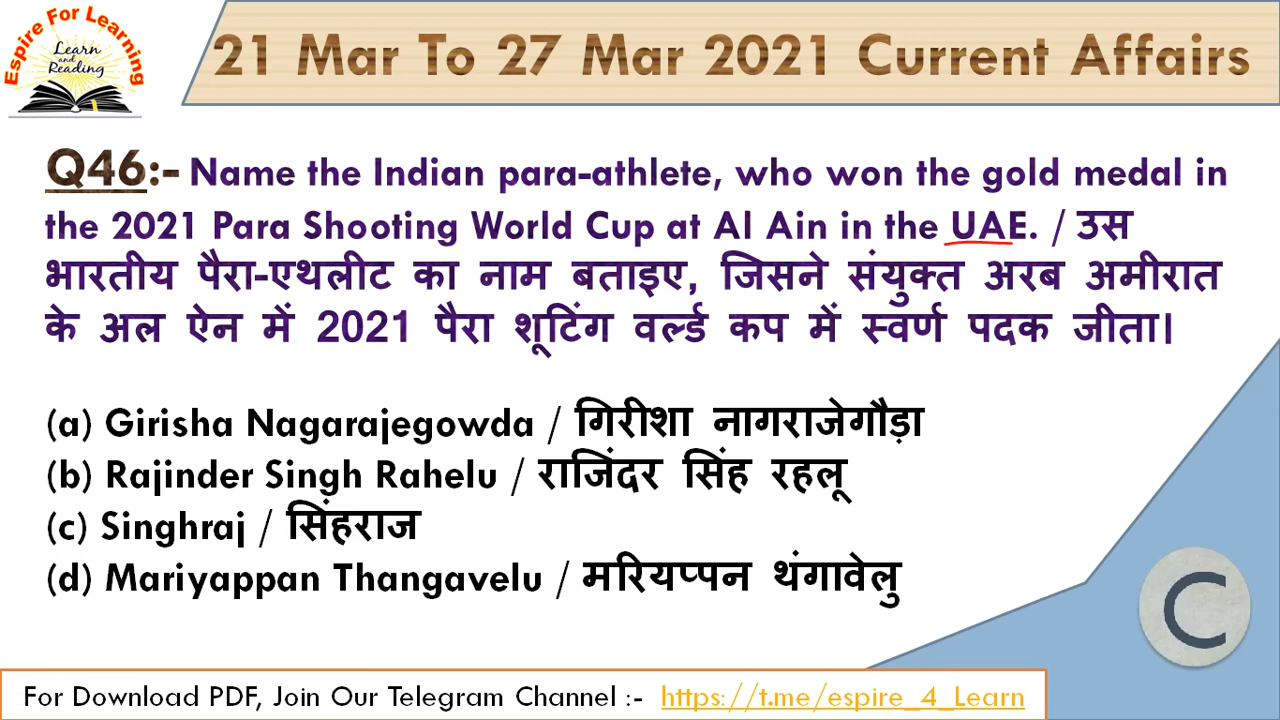 Espire For Learning
Learn
and
Reading
21 Mar To 27 Mar 2021 Current Affairs
Q46:- Name the Indian para-athlete, who won the gold medal in
the 2021 Para Shooting World Cup at Al Ain in the UAE. / उस
भारतीय पैरा-एथलीट का नाम बताइए, जिसने संयुक्त अरब अमीरात
के अल ऐन में 2021 पैरा शूटिंग वर्ल्ड कप में स्वर्ण पदक जीता।
(a) Girisha Nagarajegowda / गिरीशा नागराजेगौड़ा
(b) Rajinder Singh Rahelu / राजिंदर सिंह रहलू
(c) Singhraj / सिंहराज
(d) Mariyappan Thangavelu / मरियप्पन थंगावेलु
C
For Download PDF, Join Our Telegram Channel :- https://t.me/espire_4_Learn